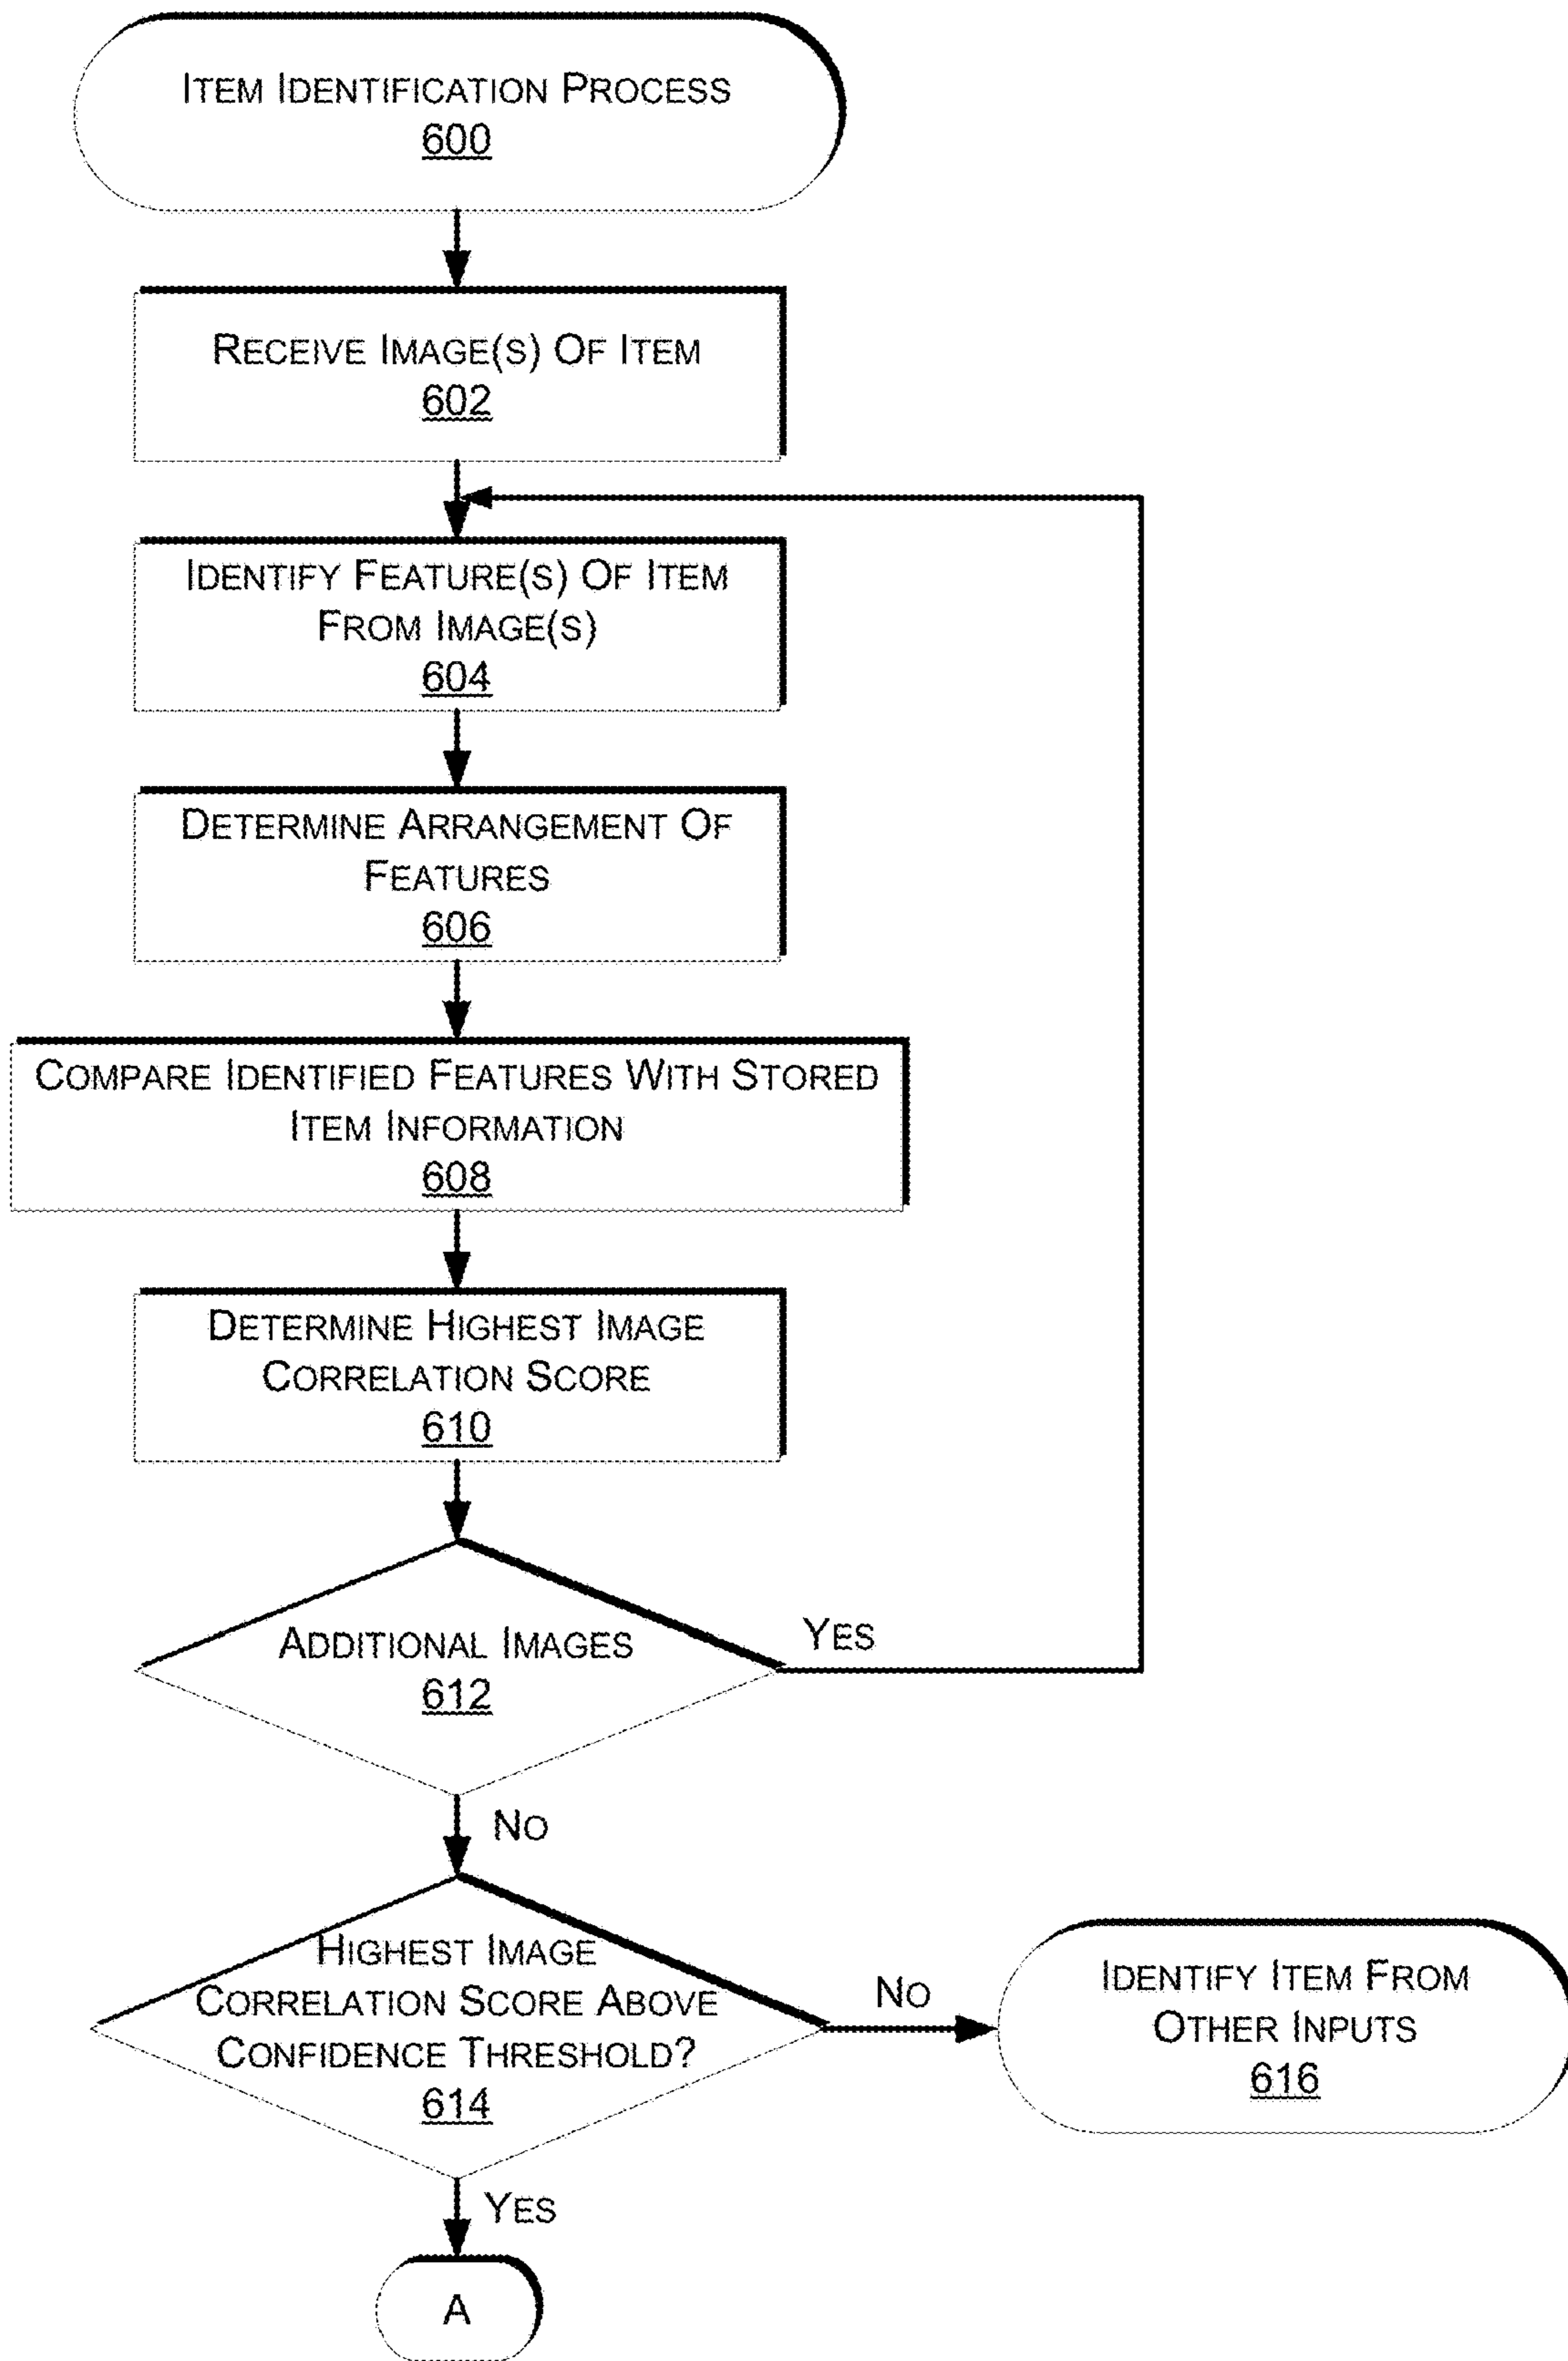 ITEM IDENTIFICATION PROCESS
600
RECEIVE IMAGE(S) OF ITEM
602
IDENTIFY FEATURE(S) OF ITEM
FROM IMAGE(S)
604
DETERMINE ARRANGEMENT OF
FEATURES
606
COMPARE IDENTIFIED FEATURES WITH STORED
ITEM INFORMATION
608
DETERMINE HIGHEST IMAGE
CORRELATION SCORE
610
ADDITIONAL IMAGES
612
YES
NO
HIGHEST IMAGE
CORRELATION SCORE ABOVE
CONFIDENCE THRESHOLD?
614
NO
IDENTIFY ITEM FROM
OTHER INPUTS
616
YES
A